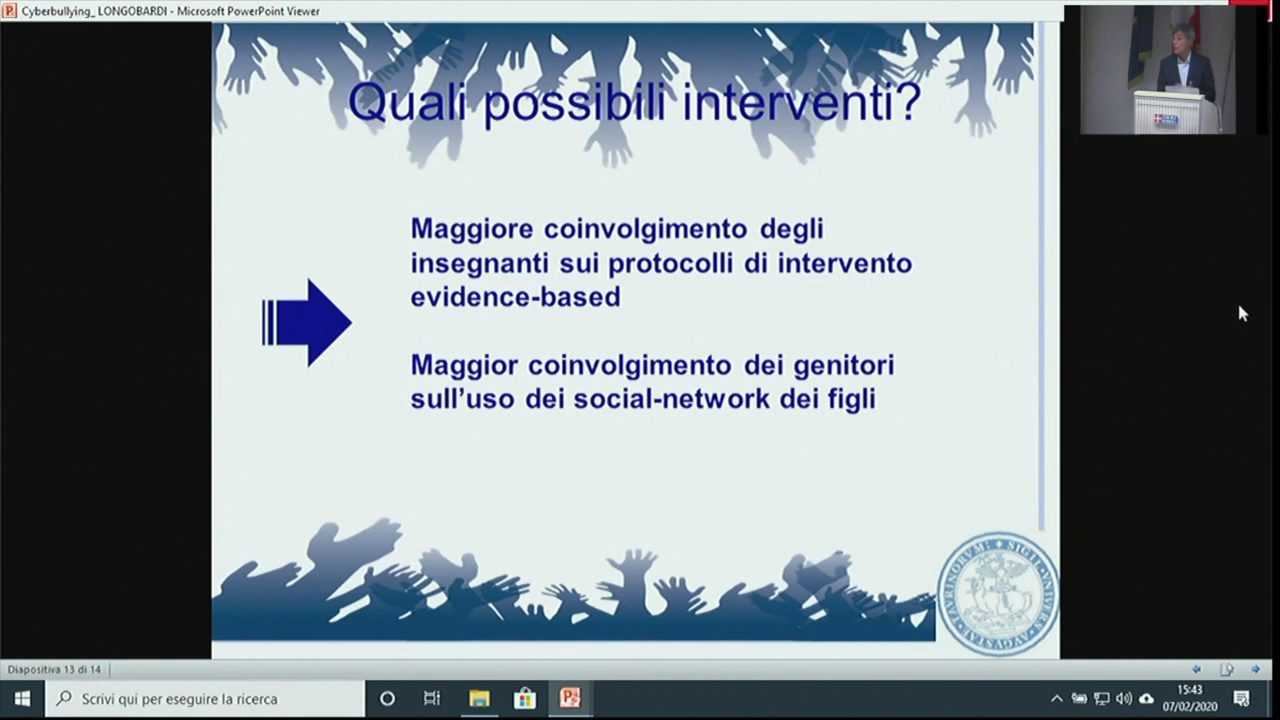 Cyberbullying_ LONGOBARDI - Microsoft PowerPoint Viewer
Quali possibili interventi?
Maggiore coinvolgimento degli
insegnanti sui protocolli di intervento
evidence-based
Maggior coinvolgimento dei genitori
sull'uso dei social-network dei figli
Diapositiva 13 di 14
Scrivi qui per eseguire la ricerca
15:43
07/02/2020